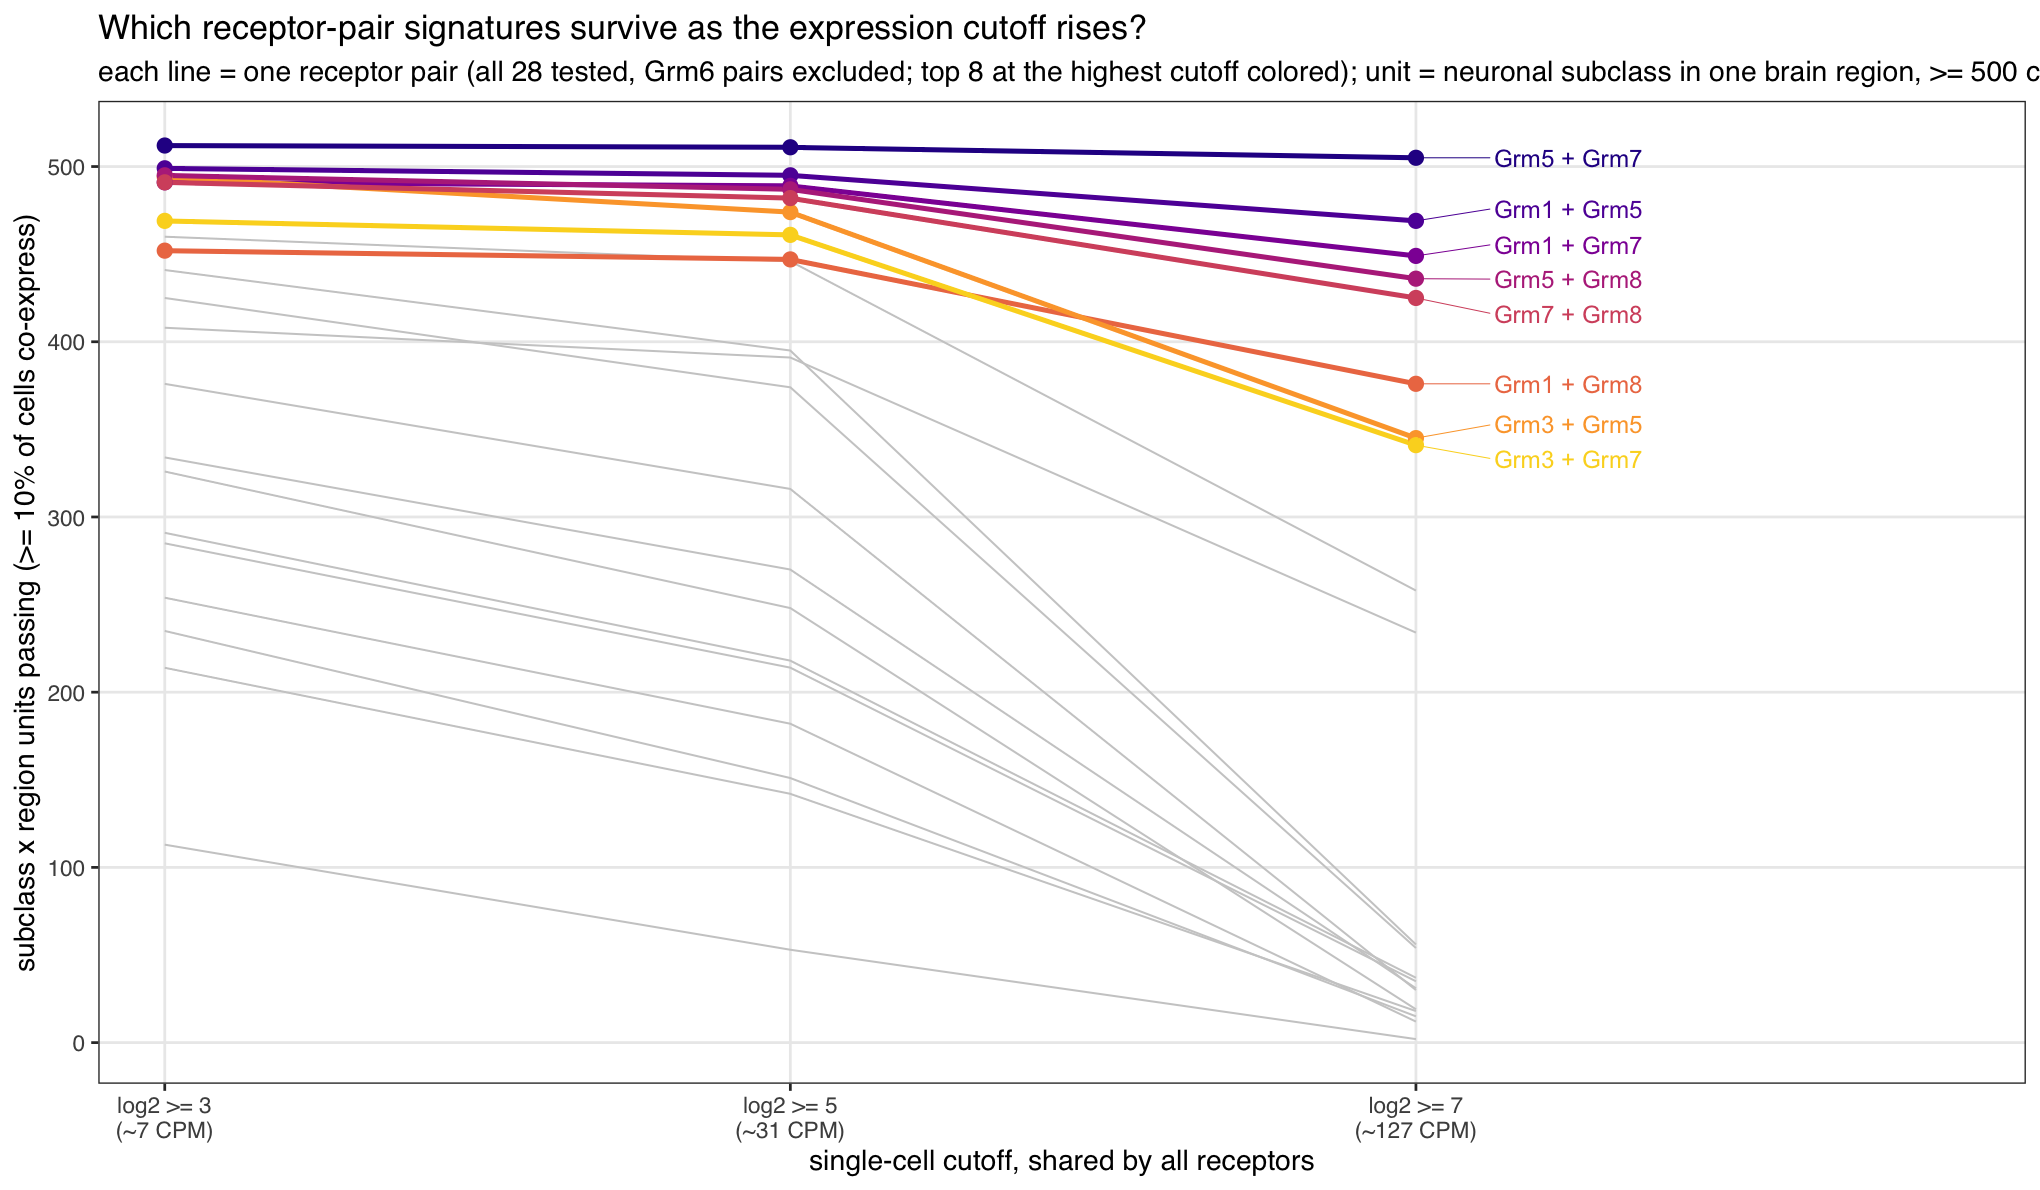 Which receptor-pair signatures survive as the expression cutoff rises?
each line = one receptor pair (all 28 tested, Grm6 pairs excluded; top 8 at the highest cutoff colored); unit = neuronal subclass in one brain region, >= 500 c
subclass x region units passing (>= 10% of cells co-express)
500
400
300
200
100
0
Grm5 + Grm7
Grm1 + Grm5
Grm1 + Grm7
Grm5 + Grm8
Grm7 + Grm8
Grm1 + Grm8
Grm3 + Grm5
Grm3 + Grm7
log2 >= 3
(~7 CPM)
log2 >= 5
(~31 CPM)
log2 >= 7
(~127 CPM)
single-cell cutoff, shared by all receptors